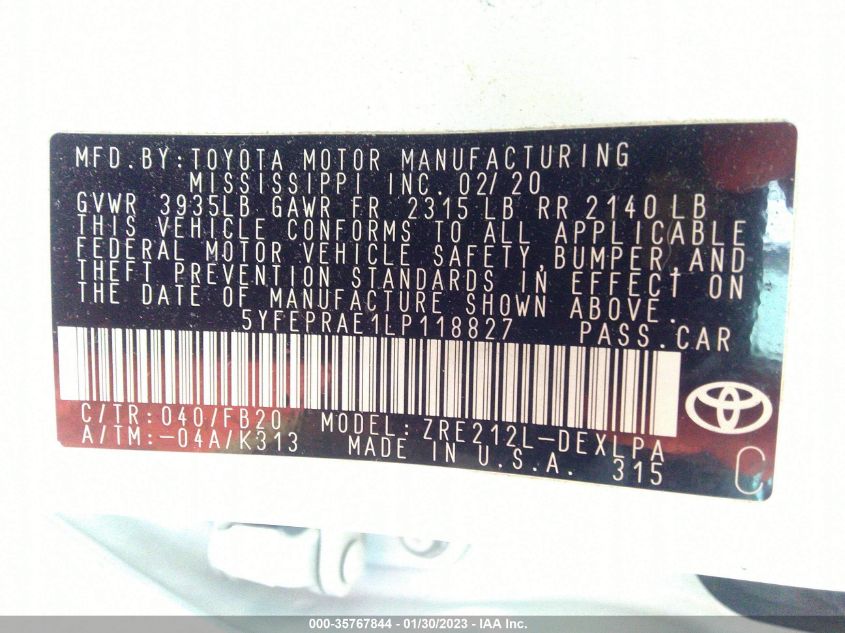 MFD. BY: TOYOTA MOTOR MANUFACTURING
MISSISSIPPI INC. 02/20
GVWR 3935LB GAWR FR 2315 LB RR 2140 LB
THIS VEHICLE CONFORMS TO ALL APPLICABLE
FEDERAL MOTOR VEHICLE SAFETY, BUMPER, AND
THEFT PREVENTION STANDARDS IN EFFECT ON
THE DATE OF MANUFACTURE SHOWN ABOVE.
5YFEPRAE1LP118827 PASS. CAR
C/TR: 040/FB20 MODEL: ZRE212L-DEXLPA
A/TM: -04A/K313 MADE IN U.S.A. 315
C
000-35767844 / 01/30/2023 - IAA Inc.